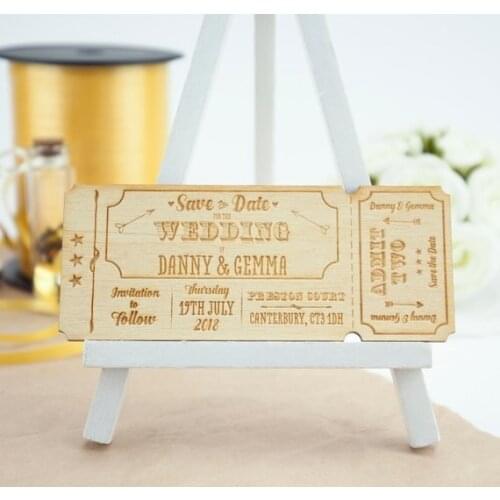 Save the Date
FOR THE
WEDDING
OF
DANNY & GEMMA
Invitation
to
Follow
Thursday
19TH JULY
2018
PRESTON COURT
CANTERBURY, CT3 1DH
Danny & Gemma
ADMIT
TWO
Save the Date
Danny & Gemma